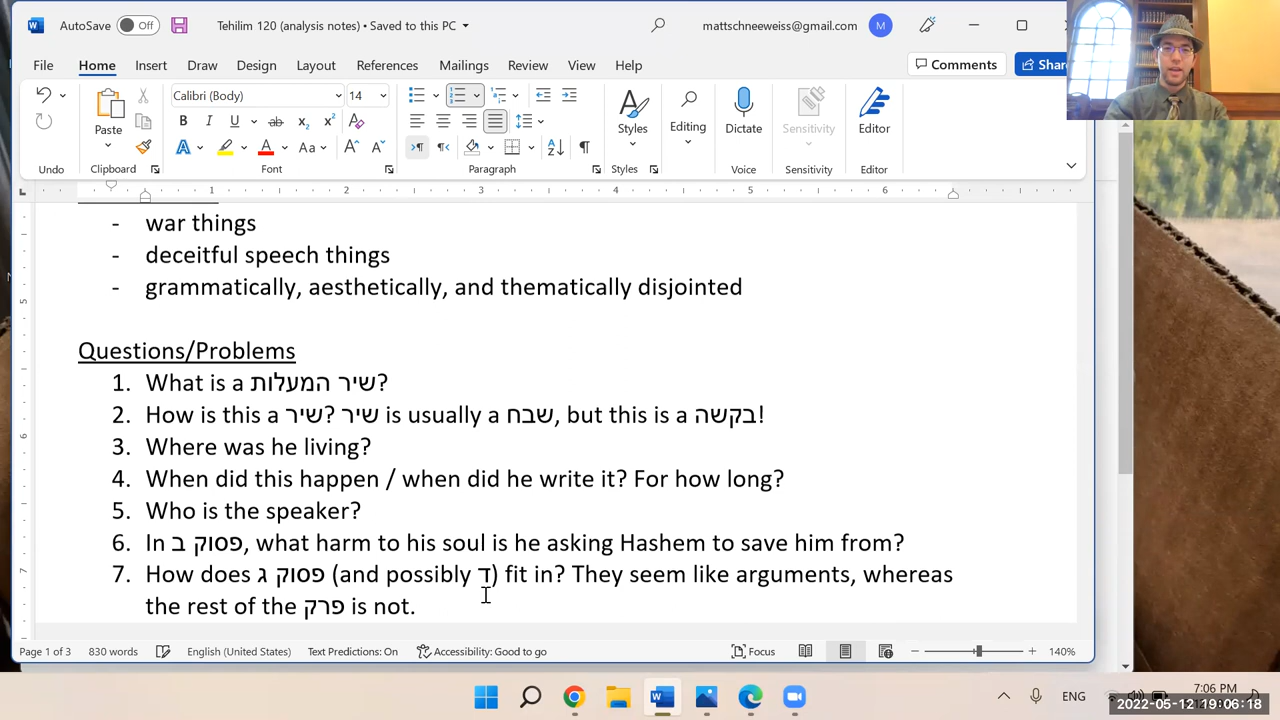 AutoSave Off Tehilim 120 (analysis notes) • Saved to this PC mattschneeweiss@gmail.com M
File Home Insert Draw Design Layout References Mailings Review View Help Comments Shar
Calibri (Body) 14
Paste
Styles Editing Dictate Sensitivity Editor
Undo Clipboard Font Paragraph Styles Voice Sensitivity Editor
1 2 3 4 5 6
- war things
- deceitful speech things
- grammatically, aesthetically, and thematically disjointed
Questions/Problems
1. What is a שיר המעלות?
2. How is this a שיר? שיר is usually a שבח, but this is a בקשה!
3. Where was he living?
4. When did this happen / when did he write it? For how long?
5. Who is the speaker?
6. In פסוק ב, what harm to his soul is he asking Hashem to save him from?
7. How does פסוק ג (and possibly ד) fit in? They seem like arguments, whereas
the rest of the פרק is not.
Page 1 of 3 830 words English (United States) Text Predictions: On Accessibility: Good to go Focus 140%
ENG 7:06 PM
2022-05-12 19:06:18